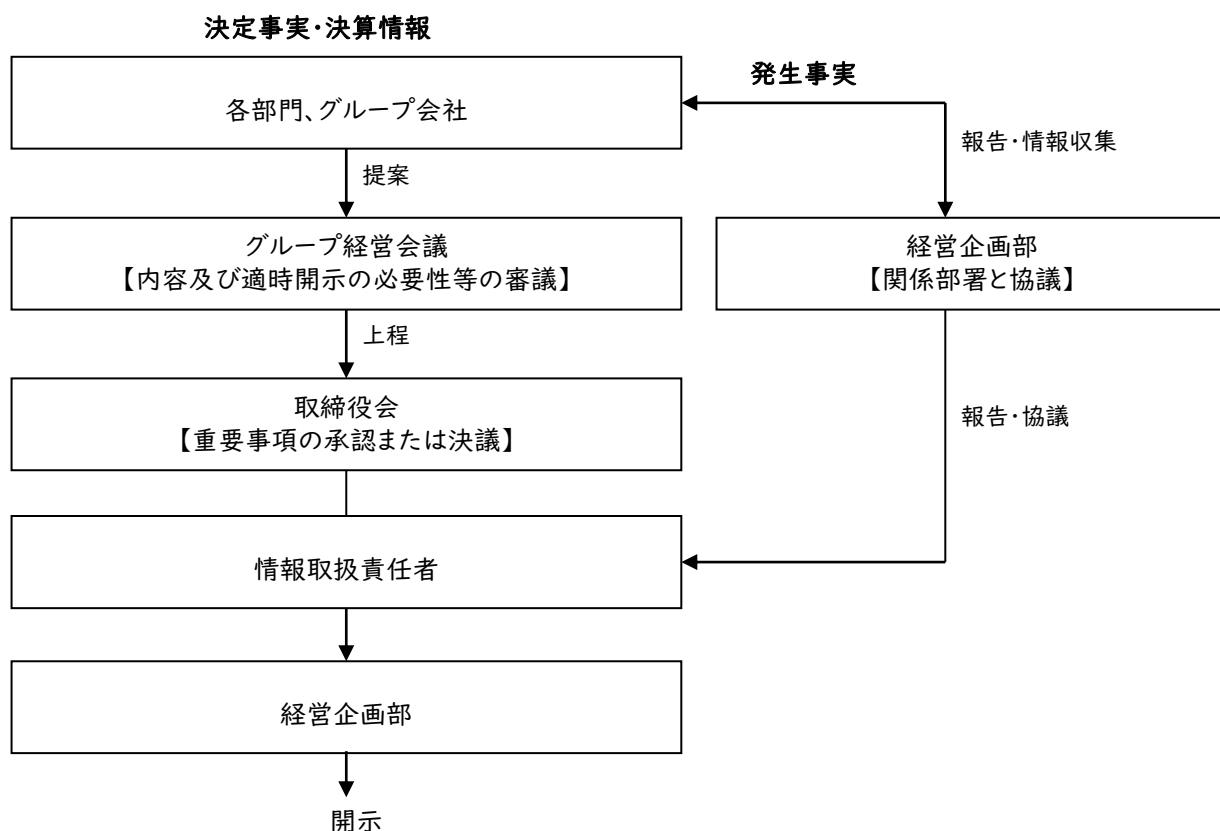 決定事実・決算情報
発生事実
各部門、グループ会社
報告・情報収集
提案
グループ経営会議
【内容及び適時開示の必要性等の審議】
経営企画部
【関係部署と協議】
上程
取締役会
【重要事項の承認または決議】
報告・協議
情報取扱責任者
経営企画部
開示